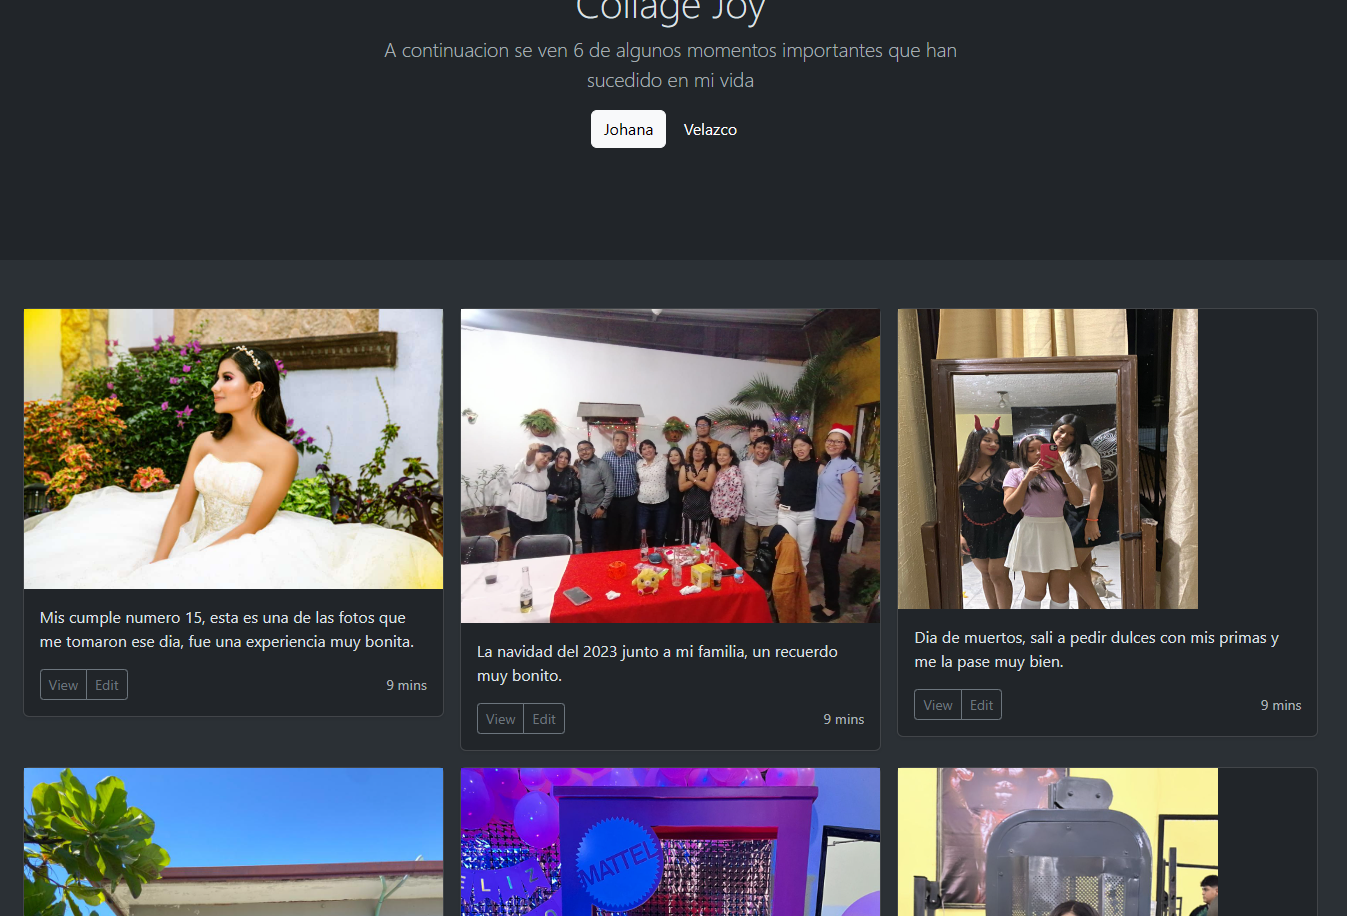 Collage Joy
A continuacion se ven 6 de algunos momentos importantes que han
sucedido en mi vida
Johana
Velazco
Mis cumple numero 15, esta es una de las fotos que
me tomaron ese dia, fue una experiencia muy bonita.
View Edit
9 mins
La navidad del 2023 junto a mi familia, un recuerdo
muy bonito.
View Edit
9 mins
Dia de muertos, sali a pedir dulces con mis primas y
me la pase muy bien.
View Edit
9 mins
MATTEL
ELIZ